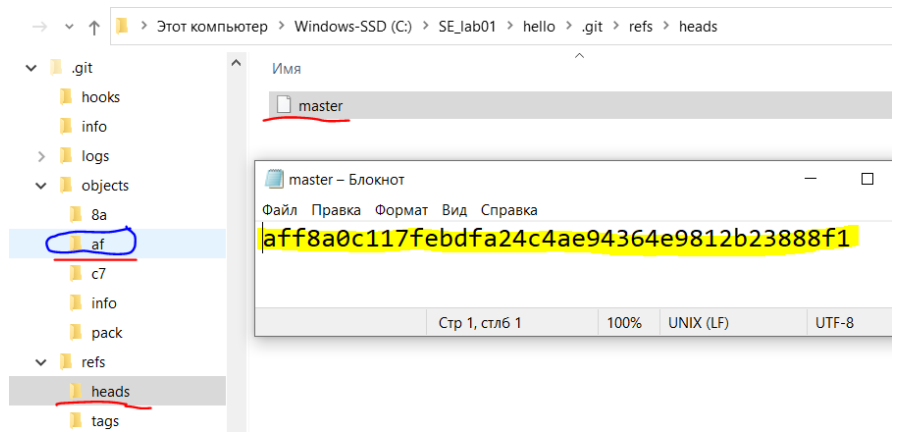 Этот компьютер > Windows-SSD (C:) > SE_lab01 > hello > .git > refs > heads
.git
hooks
info
logs
objects
8a
af
c7
info
pack
refs
heads
tags
Имя
master
master – Блокнот
Файл Правка Формат Вид Справка
aff8a0c117febdfa24c4ae94364e9812b23888f1
Стр 1, стлб 1 100% UNIX (LF) UTF-8